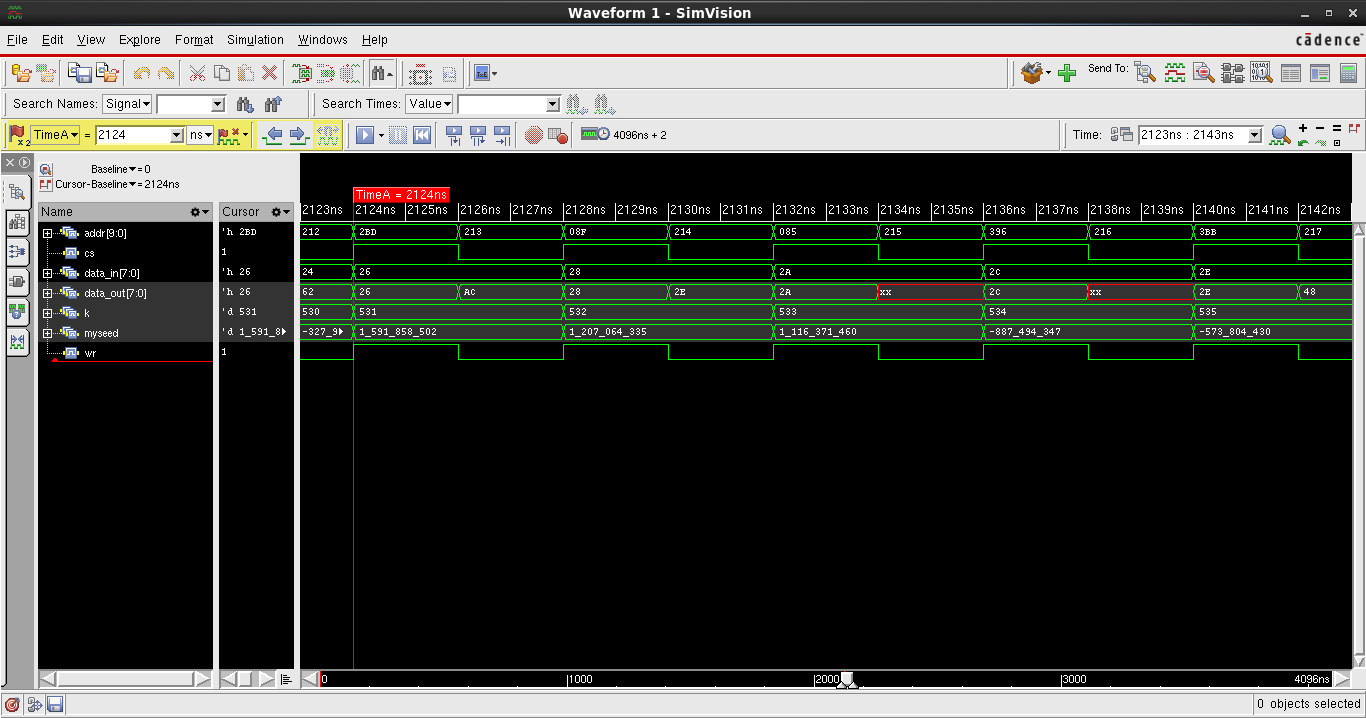 Waveform 1 - SimVision
File Edit View Explore Format Simulation Windows Help
cādence
Send To:
Search Names: Signal Search Times: Value
TimeA = 2124 ns 4096ns + 2 Time: 2123ns : 2143ns
x2
Baseline = 0
Cursor-Baseline = 2124ns
TimeA = 2124ns
Name Cursor 2123ns 2124ns 2125ns 2126ns 2127ns 2128ns 2129ns 2130ns 2131ns 2132ns 2133ns 2134ns 2135ns 2136ns 2137ns 2138ns 2139ns 2140ns 2141ns 2142ns
addr[9:0] 'h 2BD 212 2BD 213 08F 214 085 215 396 216 3BB 217
cs 1
data_in[7:0] 'h 26 24 26 28 2A 2C 2E
data_out[7:0] 'h 26 62 26 AC 28 2E 2A xx 2C xx 2E 48
k 'd 531 530 531 532 533 534 535
myseed 'd 1_591_8 -327_9 1_591_858_502 1_207_064_335 1_116_371_460 -887_494_347 -573_804_430
wr 1
0 1000 2000 3000 4096ns
0 objects selected